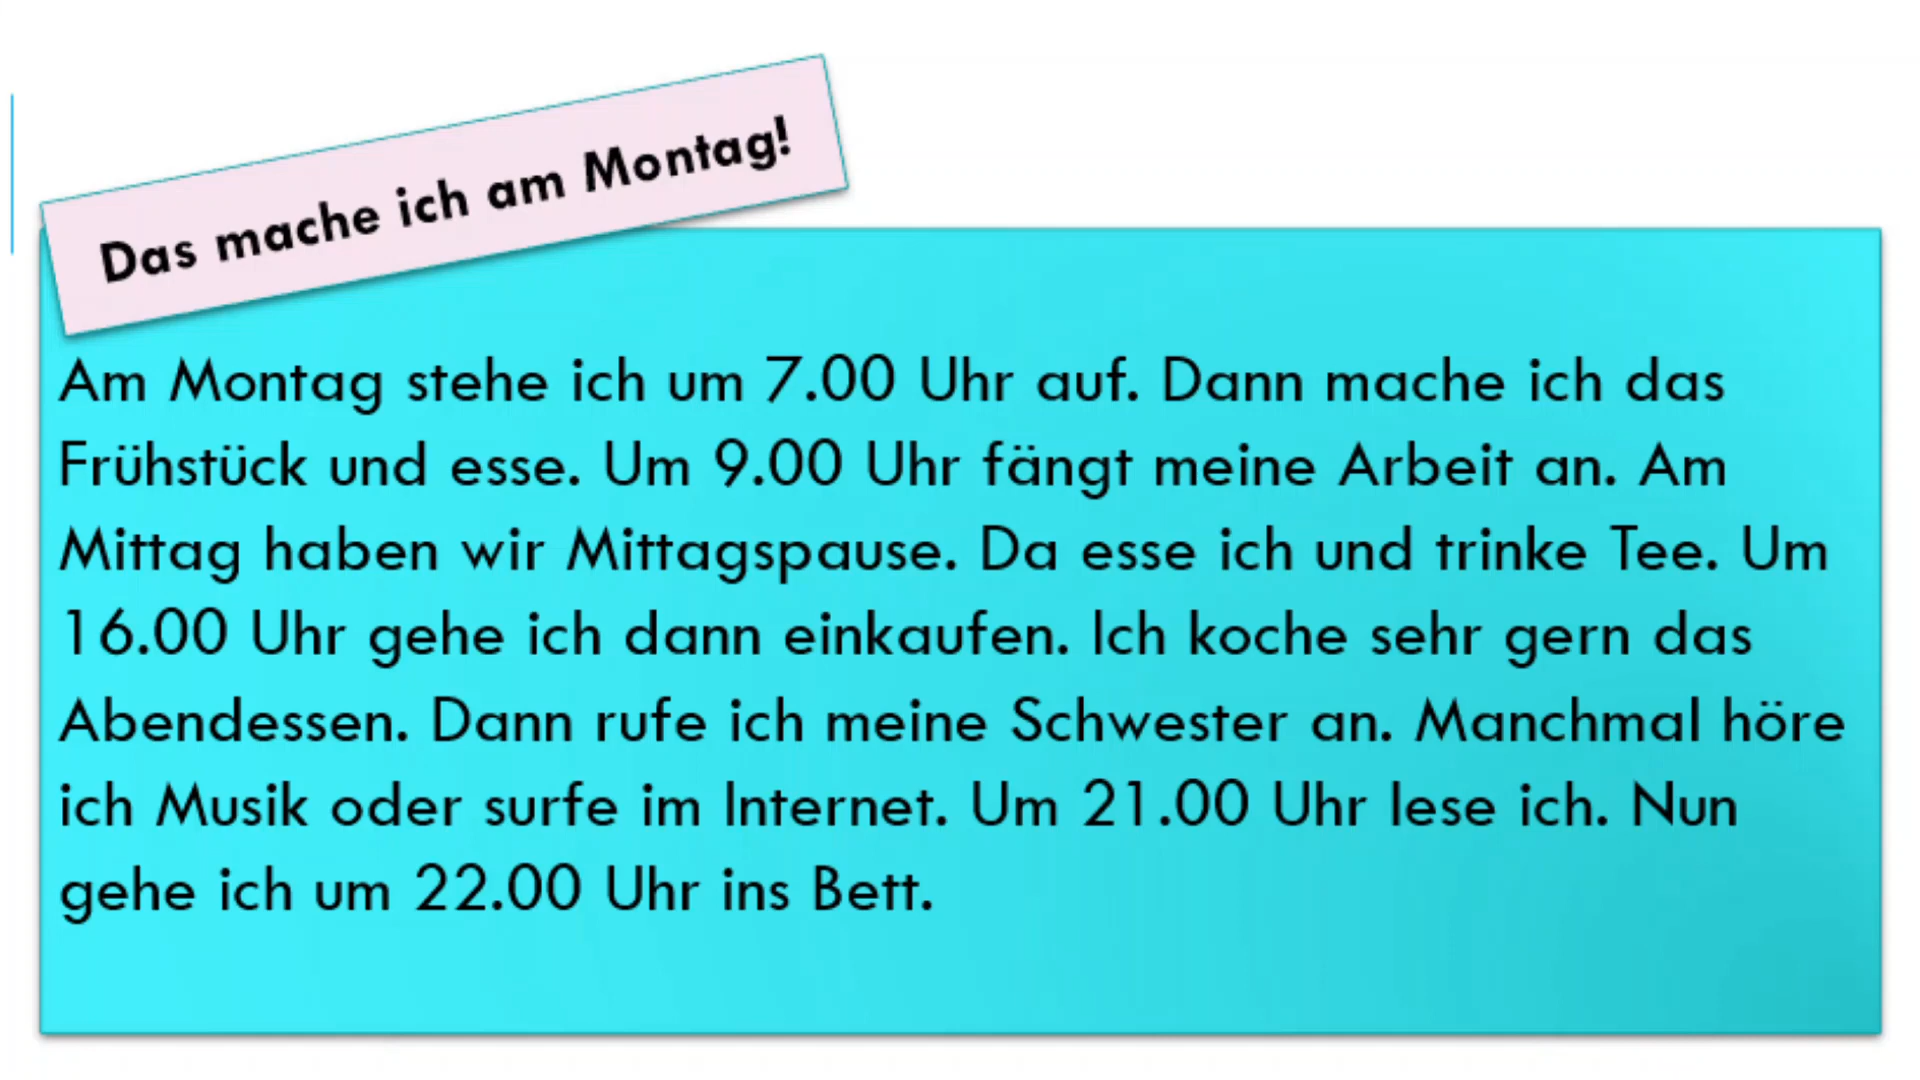 Das mache ich am Montag!
Am Montag stehe ich um 7.00 Uhr auf. Dann mache ich das
Frühstück und esse. Um 9.00 Uhr fängt meine Arbeit an. Am
Mittag haben wir Mittagspause. Da esse ich und trinke Tee. Um
16.00 Uhr gehe ich dann einkaufen. Ich koche sehr gern das
Abendessen. Dann rufe ich meine Schwester an. Manchmal höre
ich Musik oder surfe im Internet. Um 21.00 Uhr lese ich. Nun
gehe ich um 22.00 Uhr ins Bett.